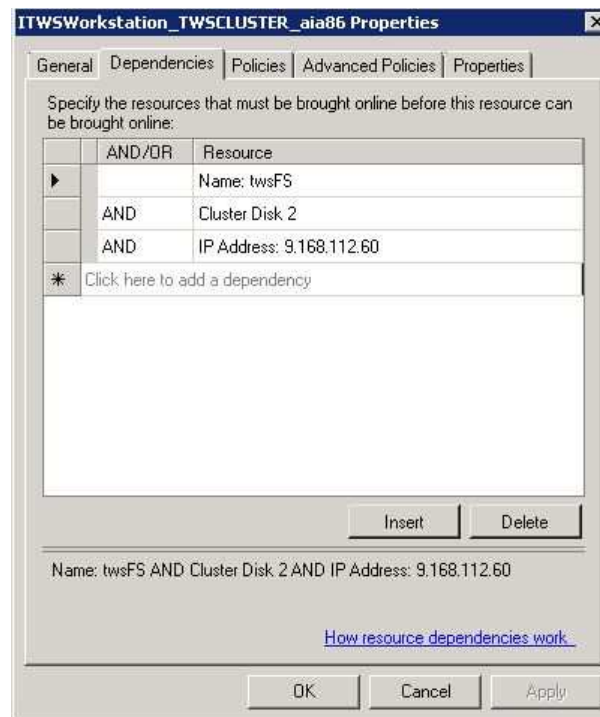 ITWSWorkstation_TWSCLUSTER_aia86 Properties
General Dependencies Policies Advanced Policies Properties
Specify the resources that must be brought online before this resource can
be brought online:
AND/OR Resource
Name: twsFS
AND Cluster Disk 2
AND IP Address: 9.168.112.60
Click here to add a dependency
Insert Delete
Name: twsFS AND Cluster Disk 2 AND IP Address: 9.168.112.60
How resource dependencies work
OK Cancel Apply